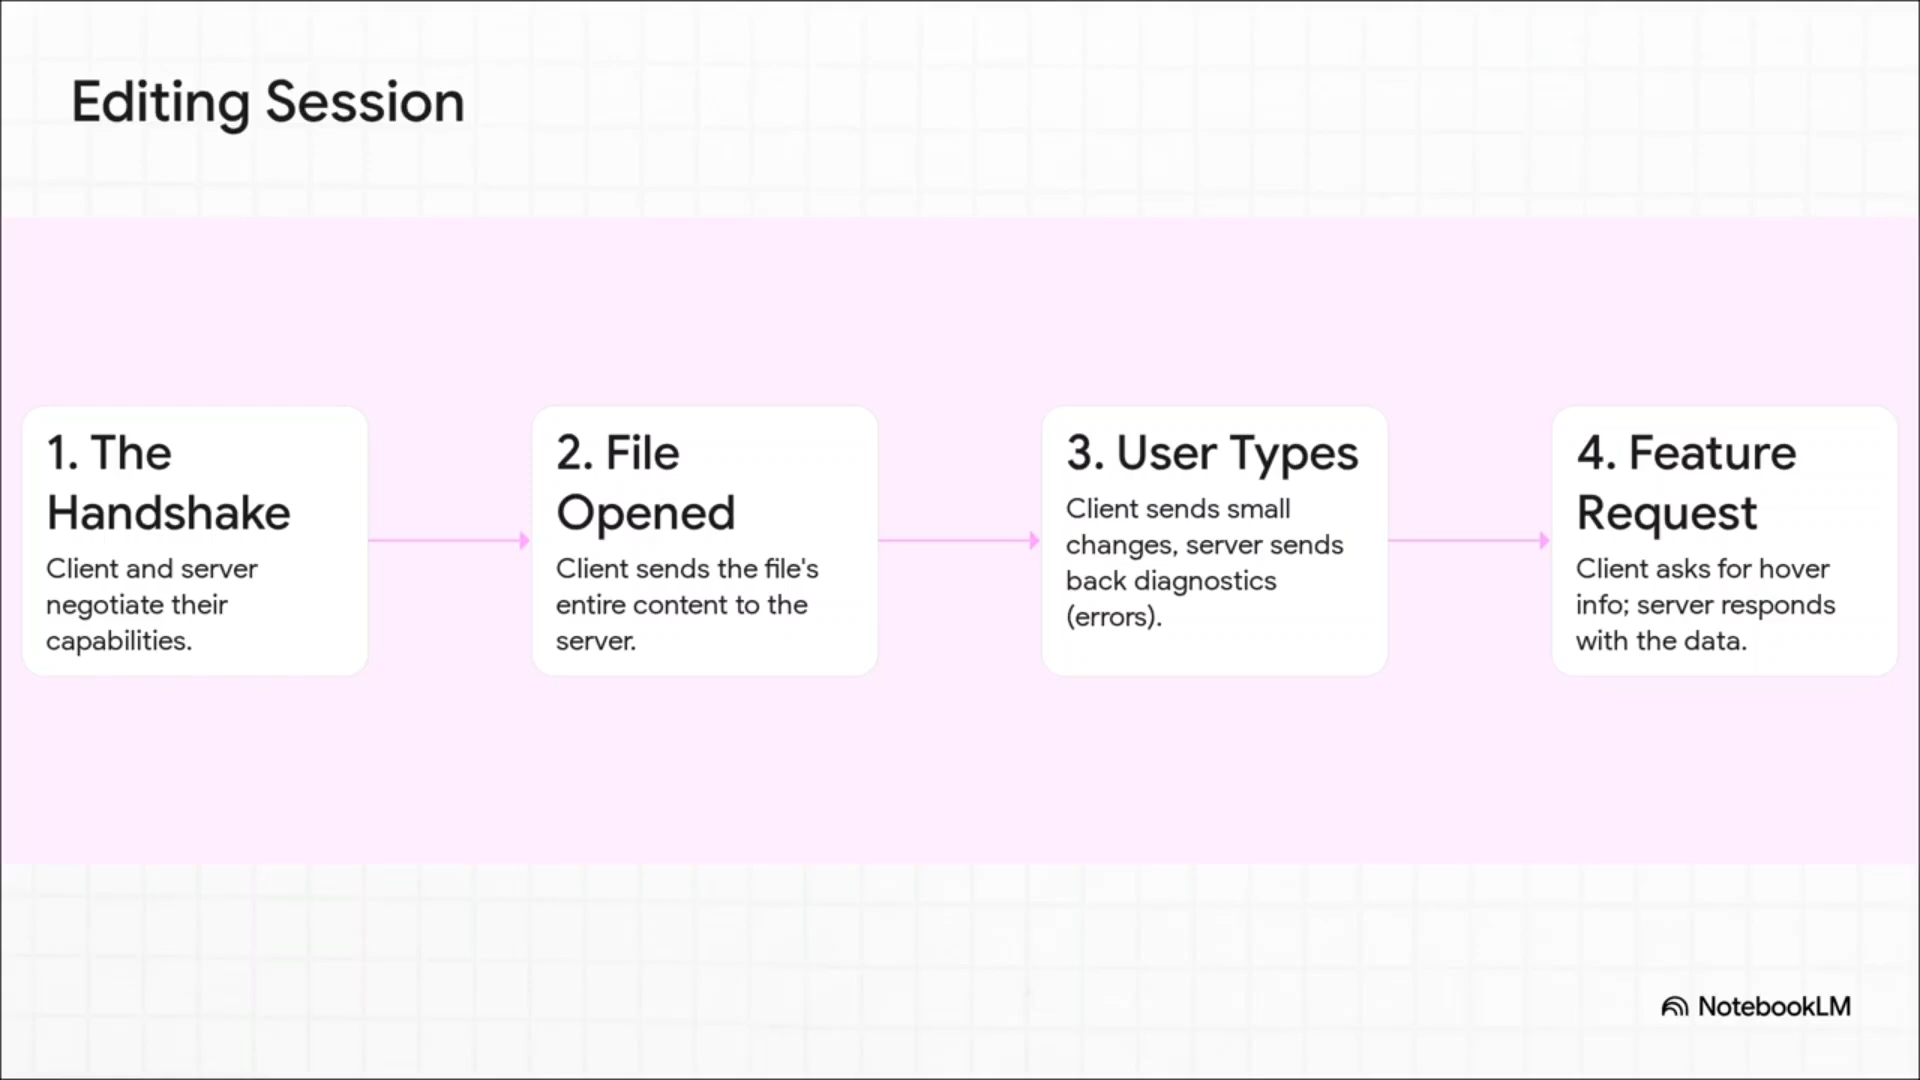 Editing Session
1. The
Handshake
Client and server
negotiate their
capabilities.
2. File
Opened
Client sends the file's
entire content to the
server.
3. User Types
Client sends small
changes, server sends
back diagnostics
(errors).
4. Feature
Request
Client asks for hover
info; server responds
with the data.
NotebookLM